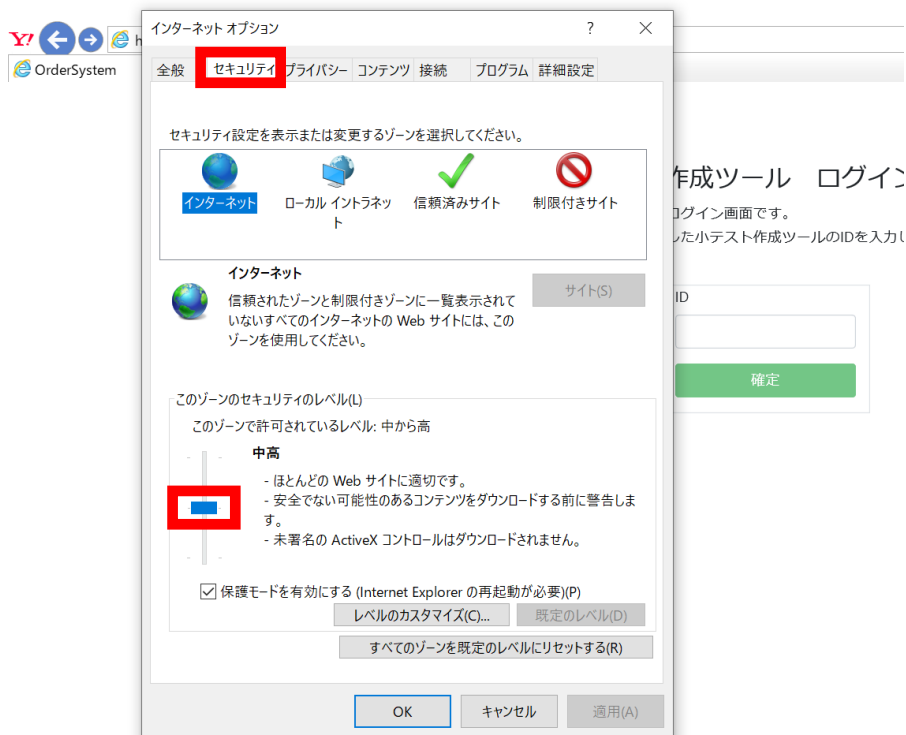 インターネット オプション
Y!
h
OrderSystem
全般 セキュリティ プライバシー コンテンツ 接続 プログラム 詳細設定
セキュリティ設定を表示または変更するゾーンを選択してください。
インターネット
ローカル イントラネッ
ト
信頼済みサイト
制限付きサイト
インターネット
信頼されたゾーンと制限付きゾーンに一覧表示されて
いないすべてのインターネットの Web サイトには、この
ゾーンを使用してください。
サイト(S)
このゾーンのセキュリティのレベル(L)
このゾーンで許可されているレベル: 中から高
中高
- ほとんどの Web サイトに適切です。
- 安全でない可能性のあるコンテンツをダウンロードする前に警告しま
す。
- 未署名の ActiveX コントロールはダウンロードされません。
保護モードを有効にする (Internet Explorer の再起動が必要)(P)
レベルのカスタマイズ(C)... 既定のレベル(D)
すべてのゾーンを既定のレベルにリセットする(R)
OK キャンセル 適用(A)
作成ツール ログイン
ログイン画面です。
した小テスト作成ツールのIDを入力し
ID
確定